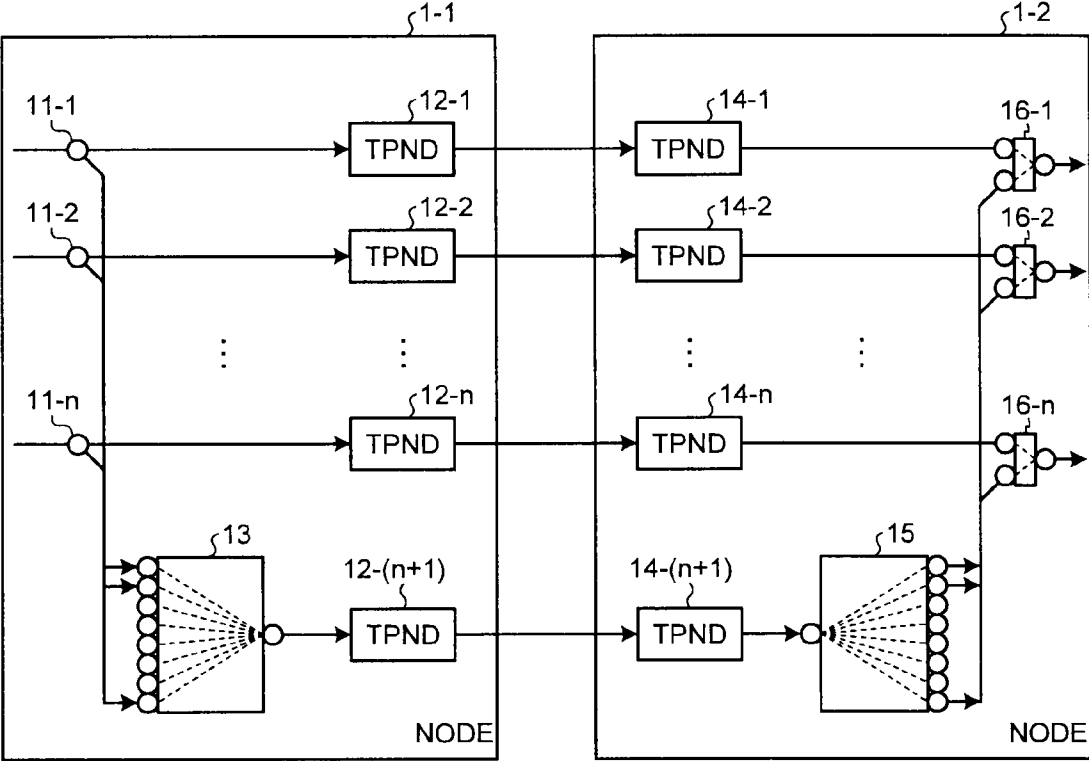 1-1
1-2
11-1
12-1
14-1
16-1
TPND
TPND
11-2
12-2
14-2
16-2
TPND
TPND
11-n
12-n
14-n
16-n
TPND
TPND
13
12-(n+1)
14-(n+1)
15
TPND
TPND
NODE
NODE